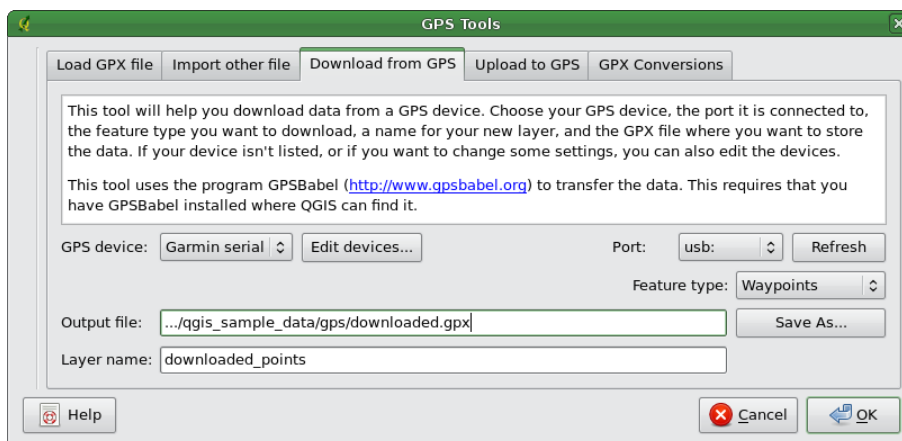 GPS Tools
Load GPX file
Import other file
Download from GPS
Upload to GPS
GPX Conversions
This tool will help you download data from a GPS device. Choose your GPS device, the port it is connected to,
the feature type you want to download, a name for your new layer, and the GPX file where you want to store
the data. If your device isn't listed, or if you want to change some settings, you can also edit the devices.
This tool uses the program GPSBabel (http://www.gpsbabel.org) to transfer the data. This requires that you
have GPSBabel installed where QGIS can find it.
GPS device: Garmin serial Edit devices... Port: usb: Refresh
Feature type: Waypoints
Output file: .../qgis_sample_data/gps/downloaded.gpx Save As...
Layer name: downloaded_points
Help Cancel OK